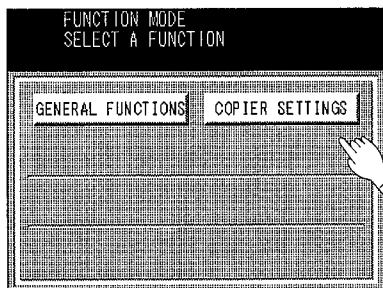 FUNCTION MODE
SELECT A FUNCTION
GENERAL FUNCTIONS
COPIER SETTINGS